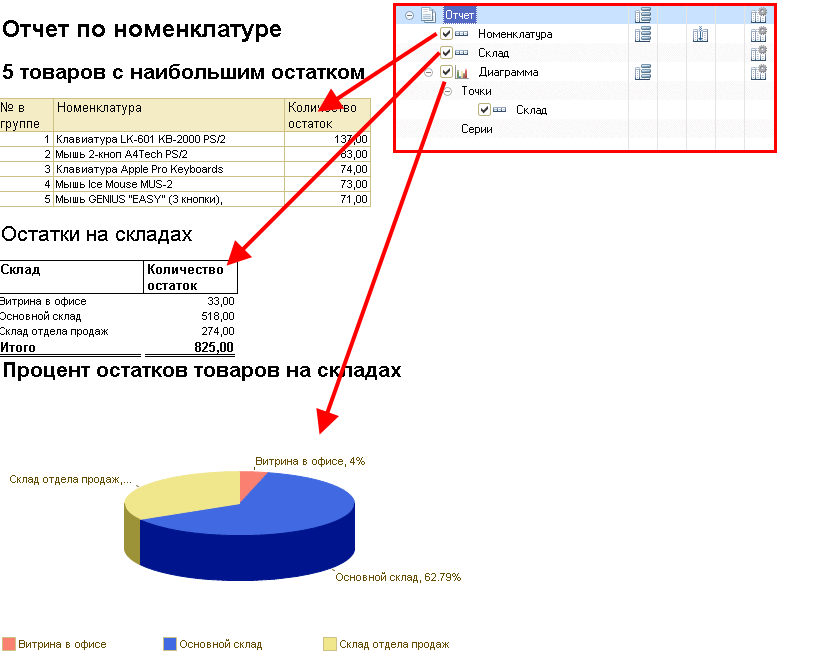 Отчет по номенклатуре
5 товаров с наибольшим остатком
№ в группе Номенклатура Количество остаток
1 Клавиатура LK-601 KB-2000 PS/2 137,00
2 Мышь 2-кноп A4Tech PS/2 83,00
3 Клавиатура Apple Pro Keyboards 74,00
4 Мышь Ice Mouse MUS-2 73,00
5 Мышь GENIUS "EASY" (3 кнопки), 71,00
Остатки на складах
Склад Количество остаток
Витрина в офисе 33,00
Основной склад 518,00
Склад отдела продаж 274,00
Итого 825,00
Процент остатков товаров на складах
Витрина в офисе, 4%
Склад отдела продаж,...
Основной склад, 62.79%
Витрина в офисе Основной склад Склад отдела продаж
Отчет
Номенклатура
Склад
Диаграмма
Точки
Склад
Серии